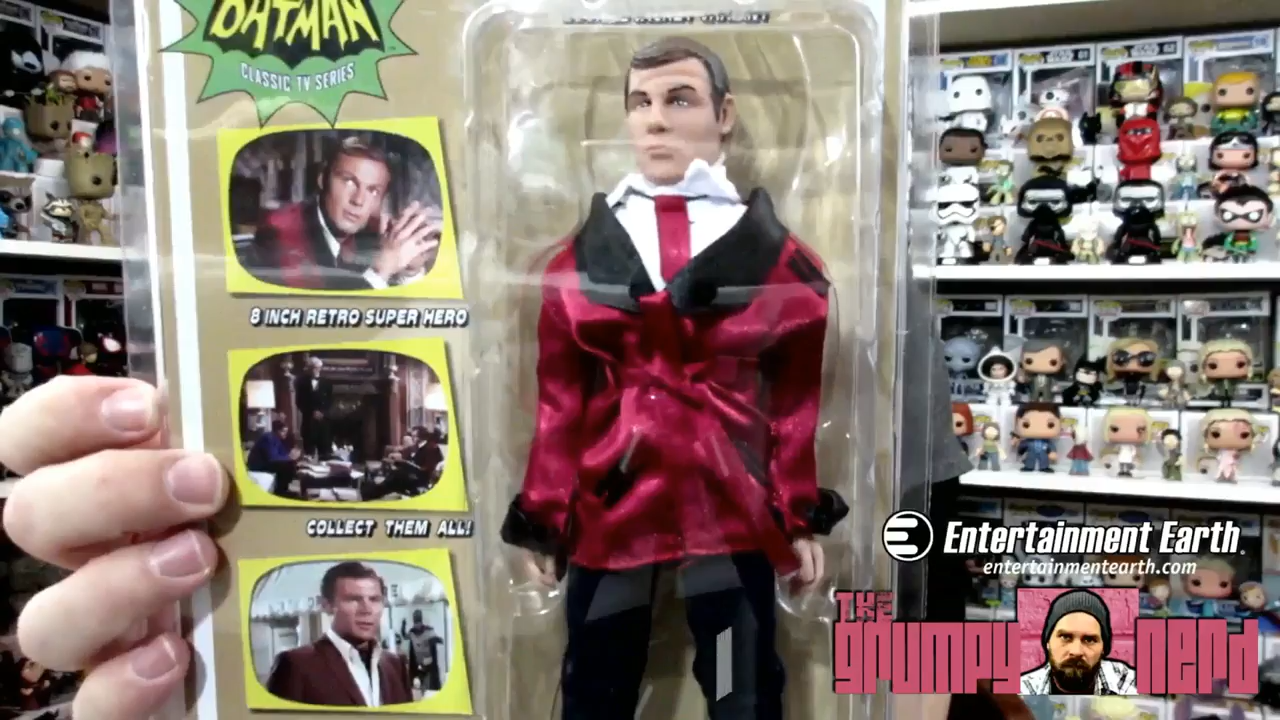 BATMAN
CLASSIC TV SERIES
8 INCH RETRO SUPER HERO
COLLECT THEM ALL!
Entertainment Earth.
entertainmentearth.com
THE
grumpy nerd